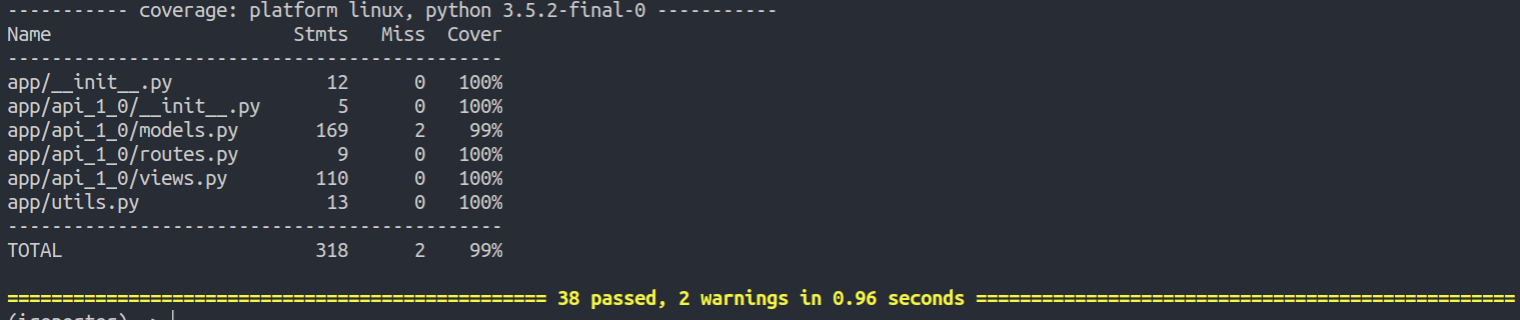 ----------- coverage: platform linux, python 3.5.2-final-0 -----------
Name                      Stmts   Miss  Cover
---------------------------------------------
app/__init__.py              12      0   100%
app/api_1_0/__init__.py       5      0   100%
app/api_1_0/models.py       169      2    99%
app/api_1_0/routes.py         9      0   100%
app/api_1_0/views.py        110      0   100%
app/utils.py                 13      0   100%
---------------------------------------------
TOTAL                       318      2    99%
================================================= 38 passed, 2 warnings in 0.96 seconds =================================================